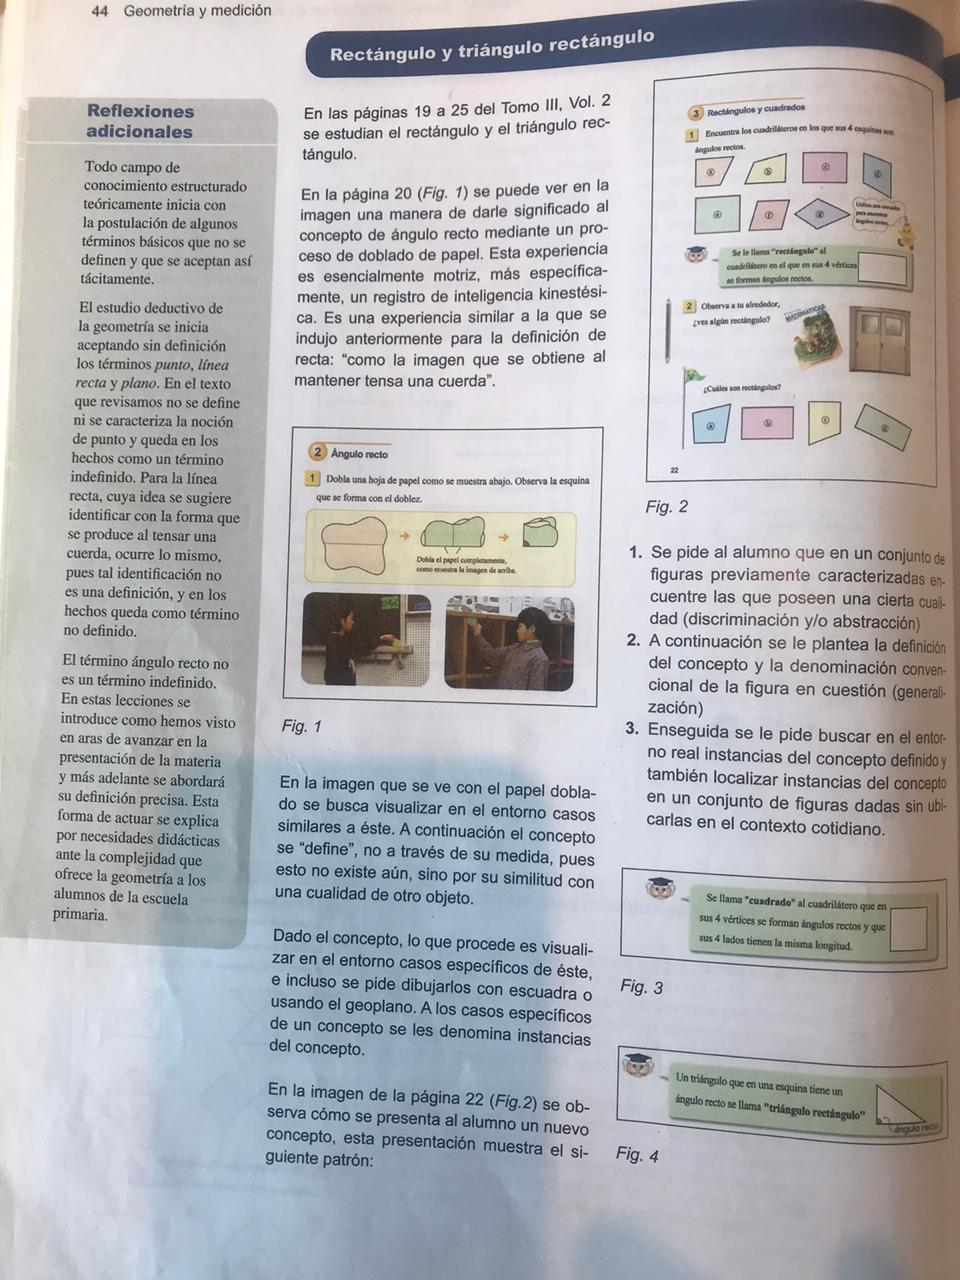 44 Geometría y medición
Rectángulo y triángulo rectángulo
Reflexiones
adicionales
Todo campo de
conocimiento estructurado
teóricamente inicia con
la postulación de algunos
términos básicos que no se
definen y que se aceptan así
tácitamente.
El estudio deductivo de
la geometría se inicia
aceptando sin definición
los términos punto, línea
recta y plano. En el texto
que revisamos no se define
ni se caracteriza la noción
de punto y queda en los
hechos como un término
indefinido. Para la línea
recta, cuya idea se sugiere
identificar con la forma que
se produce al tensar una
cuerda, ocurre lo mismo,
pues tal identificación no
es una definición, y en los
hechos queda como término
no definido.
El término ángulo recto no
es un término indefinido.
En estas lecciones se
introduce como hemos visto
en aras de avanzar en la
presentación de la materia
y más adelante se abordará
su definición precisa. Esta
forma de actuar se explica
por necesidades didácticas
ante la complejidad que
ofrece la geometría a los
alumnos de la escuela
primaria.
En las páginas 19 a 25 del Tomo III, Vol. 2
se estudian el rectángulo y el triángulo rec-
tángulo.
En la página 20 (Fig. 1) se puede ver en la
imagen una manera de darle significado al
concepto de ángulo recto mediante un pro-
ceso de doblado de papel. Esta experiencia
es esencialmente motriz, más específica-
mente, un registro de inteligencia kinestési-
ca. Es una experiencia similar a la que se
indujo anteriormente para la definición de
recta: “como la imagen que se obtiene al
mantener tensa una cuerda”.
2 Ángulo recto
1 Dobla una hoja de papel como se muestra abajo. Observa la esquina
que se forma con el doblez.
Dobla el papel completamente,
como muestra la imagen de arriba.
Fig. 1
En la imagen que se ve con el papel dobla-
do se busca visualizar en el entorno casos
similares a éste. A continuación el concepto
se “define”, no a través de su medida, pues
esto no existe aún, sino por su similitud con
una cualidad de otro objeto.
Dado el concepto, lo que procede es visuali-
zar en el entorno casos específicos de éste,
e incluso se pide dibujarlos con escuadra o
usando el geoplano. A los casos específicos
de un concepto se les denomina instancias
del concepto.
En la imagen de la página 22 (Fig.2) se ob-
serva cómo se presenta al alumno un nuevo
concepto, esta presentación muestra el si-
guiente patrón:
3 Rectángulos y cuadrados
1 Encuentra los cuadriláteros en los que sus 4 esquinas son
ángulos rectos.
a b c d
e f g
Utiliza una escuadra
para encontrar
ángulos rectos.
Se le llama "rectángulo" al
cuadrilátero en el que en sus 4 vértices
se forman ángulos rectos.
2 Observa a tu alrededor,
¿ves algún rectángulo?
MATEMÁTICAS
¿Cuáles son rectángulos?
a b c d
22
Fig. 2
1. Se pide al alumno que en un conjunto de
figuras previamente caracterizadas en-
cuentre las que poseen una cierta cuali-
dad (discriminación y/o abstracción)
2. A continuación se le plantea la definición
del concepto y la denominación conven-
cional de la figura en cuestión (generali-
zación)
3. Enseguida se le pide buscar en el entor-
no real instancias del concepto definido y
también localizar instancias del concepto
en un conjunto de figuras dadas sin ubi-
carlas en el contexto cotidiano.
Se llama "cuadrado" al cuadrilátero que en
sus 4 vértices se forman ángulos rectos y que
sus 4 lados tienen la misma longitud.
Fig. 3
Un triángulo que en una esquina tiene un
ángulo recto se llama "triángulo rectángulo"
ángulo recto
Fig. 4